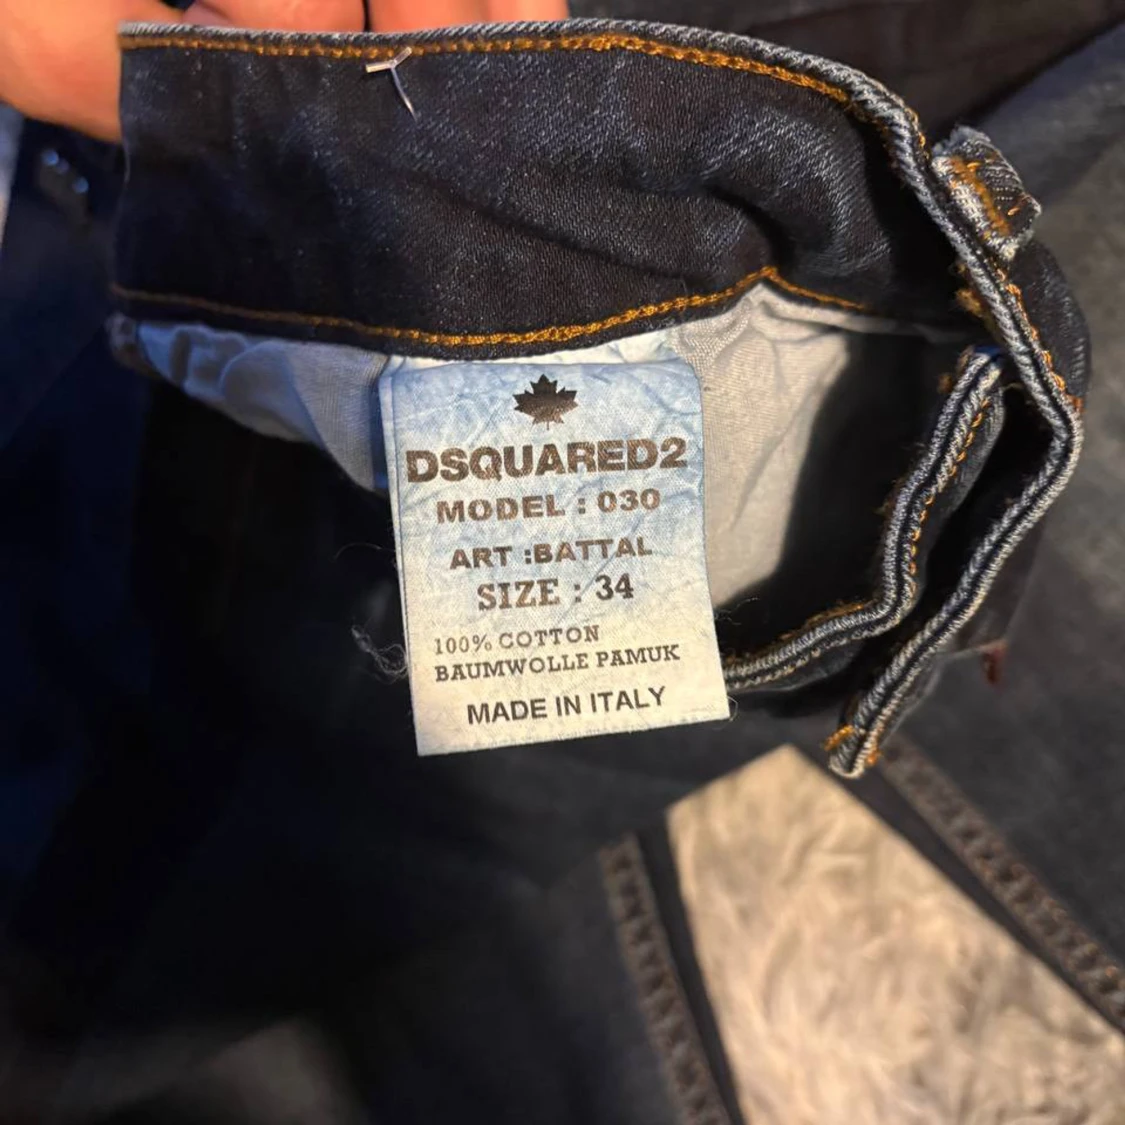 DSQUARED2
MODEL : 030
ART :BATTAL
SIZE : 34
100% COTTON
BAUMWOLLE PAMUK
MADE IN ITALY